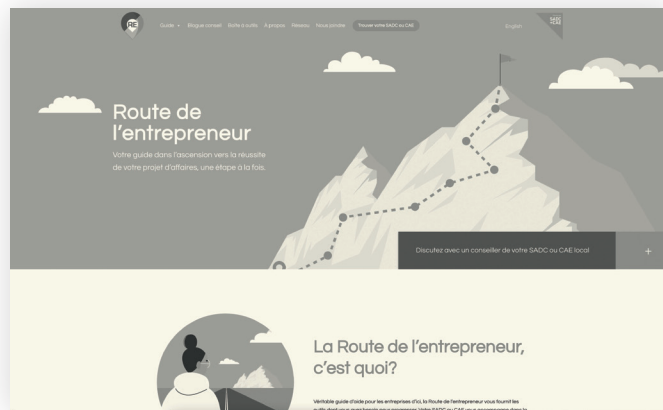 RE
Guide
Blogue conseil
Boîte à outils
À propos
Réseau
Nous joindre
Trouver votre SADC ou CAE
English
SADC
+CAE
Route de
l'entrepreneur
Votre guide dans l'ascension vers la réussite
de votre projet d'affaires, une étape à la fois.
Discutez avec un conseiller de votre SADC ou CAE local
+
La Route de l'entrepreneur,
c'est quoi?
Véritable guide d'aide pour les entreprises d'ici, la Route de l'entrepreneur vous fournit les